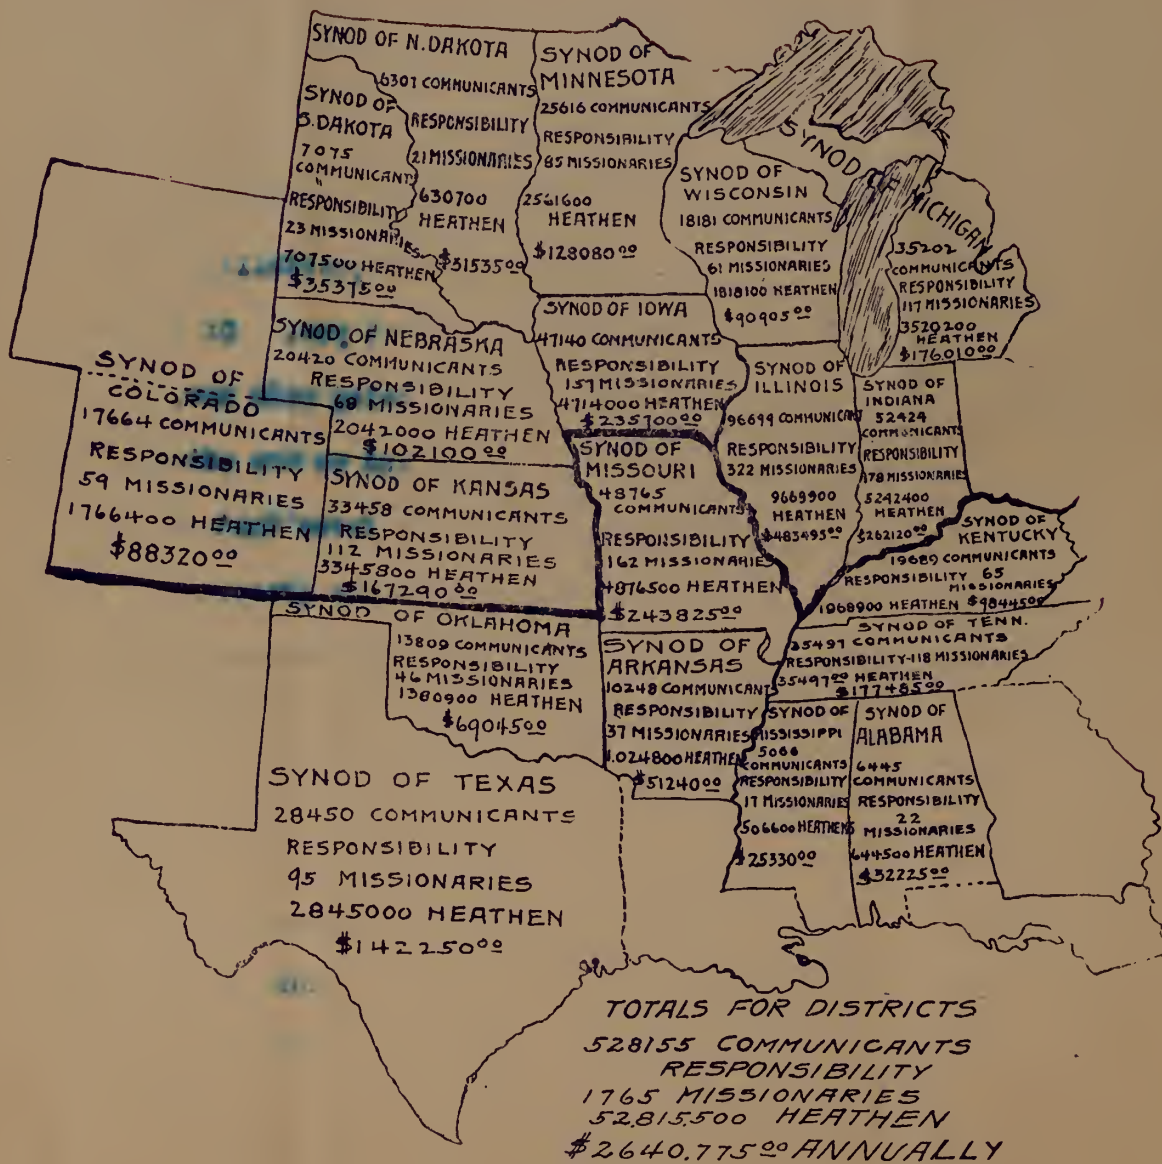 SYNOD OF N.DAKOTA
6307 COMMUNICANTS
RESPONSIBILITY
21 MISSIONARIES
630700
HEATHEN
$31535.00
SYNOD OF
MINNESOTA
25616 COMMUNICANTS
RESPONSIBILITY
85 MISSIONARIES
2561600
HEATHEN
$128080.00
SYNOD OF
S.DAKOTA
7075
COMMUNICANTS
RESPONSIBILITY
23 MISSIONARIES
707500 HEATHEN
$35375.00
SYNOD OF
WISCONSIN
18181 COMMUNICANTS
RESPONSIBILITY
61 MISSIONARIES
1818100 HEATHEN
$90905.00
SYNOD OF MICHIGAN
35202
COMMUNICANTS
RESPONSIBILITY
117 MISSIONARIES
3520200
HEATHEN
$176010.00
SYNOD OF NEBRASKA
20420 COMMUNICANTS
RESPONSIBILITY
68 MISSIONARIES
2042000 HEATHEN
$102100.00
SYNOD OF IOWA
47140 COMMUNICANTS
RESPONSIBILITY
157 MISSIONARIES
4714000 HEATHEN
$235700.00
SYNOD OF
ILLINOIS
96699 COMMUNICANT
RESPONSIBILITY
322 MISSIONARIES
9669900
HEATHEN
$483495.00
SYNOD OF
INDIANA
52424
COMMUNICANTS
RESPONSIBILITY
178 MISSIONARIES
5242400
HEATHEN
$262120.00
SYNOD OF
COLORADO
17664 COMMUNICANTS
RESPONSIBILITY
59 MISSIONARIES
1766400 HEATHEN
$88320.00
SYNOD OF KANSAS
33458 COMMUNICANTS
RESPONSIBILITY
112 MISSIONARIES
3345800 HEATHEN
$167290.00
SYNOD OF
MISSOURI
48765
COMMUNICANTS
RESPONSIBILITY
162 MISSIONARIES
4876500 HEATHEN
$243825.00
SYNOD OF
KENTUCKY
19689 COMMUNICANTS
RESPONSIBILITY 65
MISSIONARIES
1968900 HEATHEN $98445.00
SYNOD OF TENN.
35497 COMMUNICANTS
RESPONSIBILITY-118 MISSIONARIES
3549700 HEATHEN
$177485.00
SYNOD OF OKLAHOMA
13809 COMMUNICANTS
RESPONSIBILITY
46 MISSIONARIES
1380900 HEATHEN
$69045.00
SYNOD OF
ARKANSAS
10248 COMMUNICANTS
RESPONSIBILITY
37 MISSIONARIES
1.024800 HEATHEN
$51240.00
SYNOD OF
MISSISSIPPI
5066
COMMUNICANTS
RESPONSIBILITY
17 MISSIONARIES
506600 HEATHENS
$25330.00
SYNOD OF
ALABAMA
6445
COMMUNICANTS
RESPONSIBILITY
22
MISSIONARIES
644500 HEATHEN
$32225.00
SYNOD OF TEXAS
28450 COMMUNICANTS
RESPONSIBILITY
95 MISSIONARIES
2845000 HEATHEN
$142250.00
TOTALS FOR DISTRICTS
528155 COMMUNICANTS
RESPONSIBILITY
1765 MISSIONARIES
52,815,500 HEATHEN
$2640,775.00 ANNUALLY